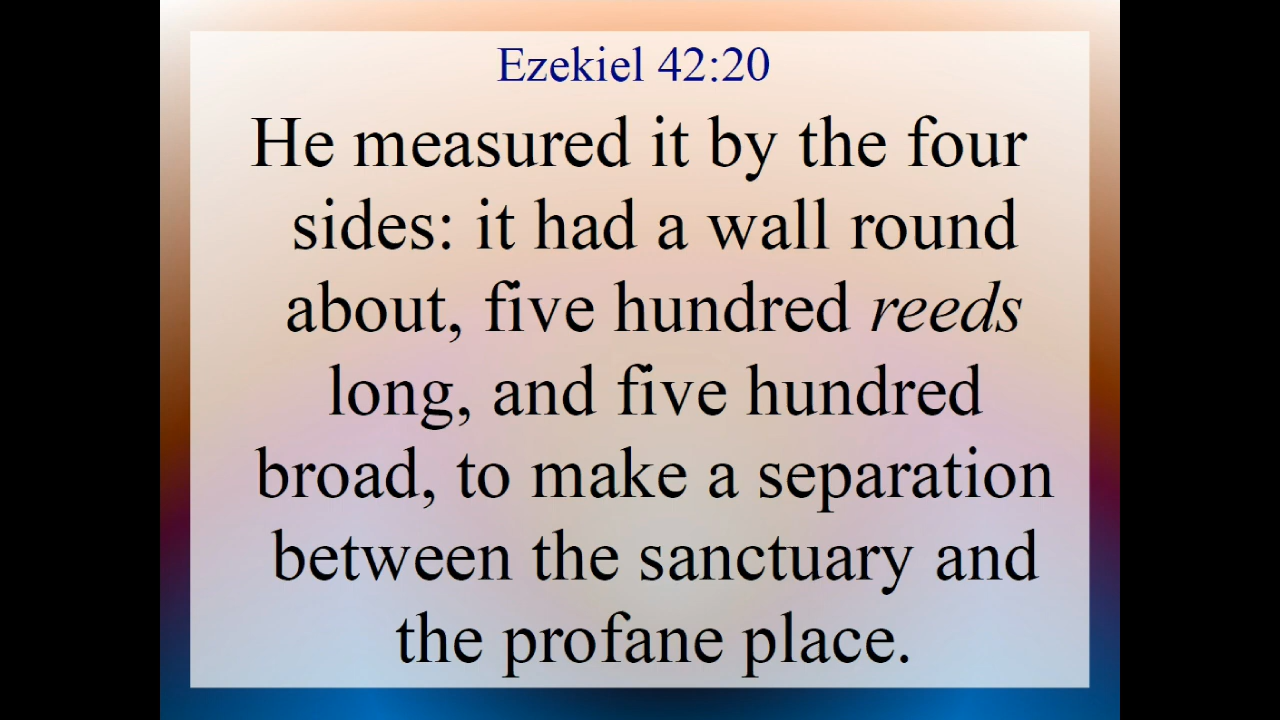 Ezekiel 42:20
He measured it by the four
sides: it had a wall round
about, five hundred reeds
long, and five hundred
broad, to make a separation
between the sanctuary and
the profane place.